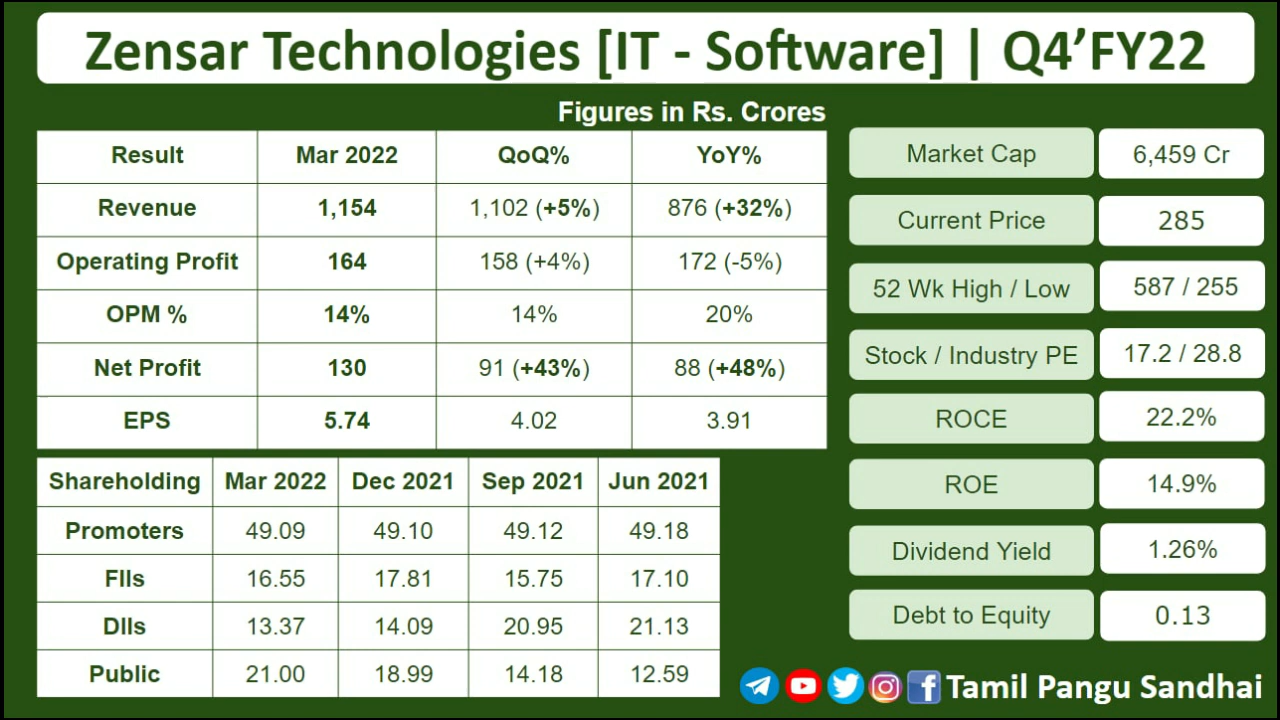 Zensar Technologies [IT - Software] | Q4’FY22
Figures in Rs. Crores
Result Mar 2022 QoQ% YoY%
Revenue 1,154 1,102 (+5%) 876 (+32%)
Operating Profit 164 158 (+4%) 172 (-5%)
OPM % 14% 14% 20%
Net Profit 130 91 (+43%) 88 (+48%)
EPS 5.74 4.02 3.91
Shareholding Mar 2022 Dec 2021 Sep 2021 Jun 2021
Promoters 49.09 49.10 49.12 49.18
FIIs 16.55 17.81 15.75 17.10
DIIs 13.37 14.09 20.95 21.13
Public 21.00 18.99 14.18 12.59
Market Cap 6,459 Cr
Current Price 285
52 Wk High / Low 587 / 255
Stock / Industry PE 17.2 / 28.8
ROCE 22.2%
ROE 14.9%
Dividend Yield 1.26%
Debt to Equity 0.13
Tamil Pangu Sandhai